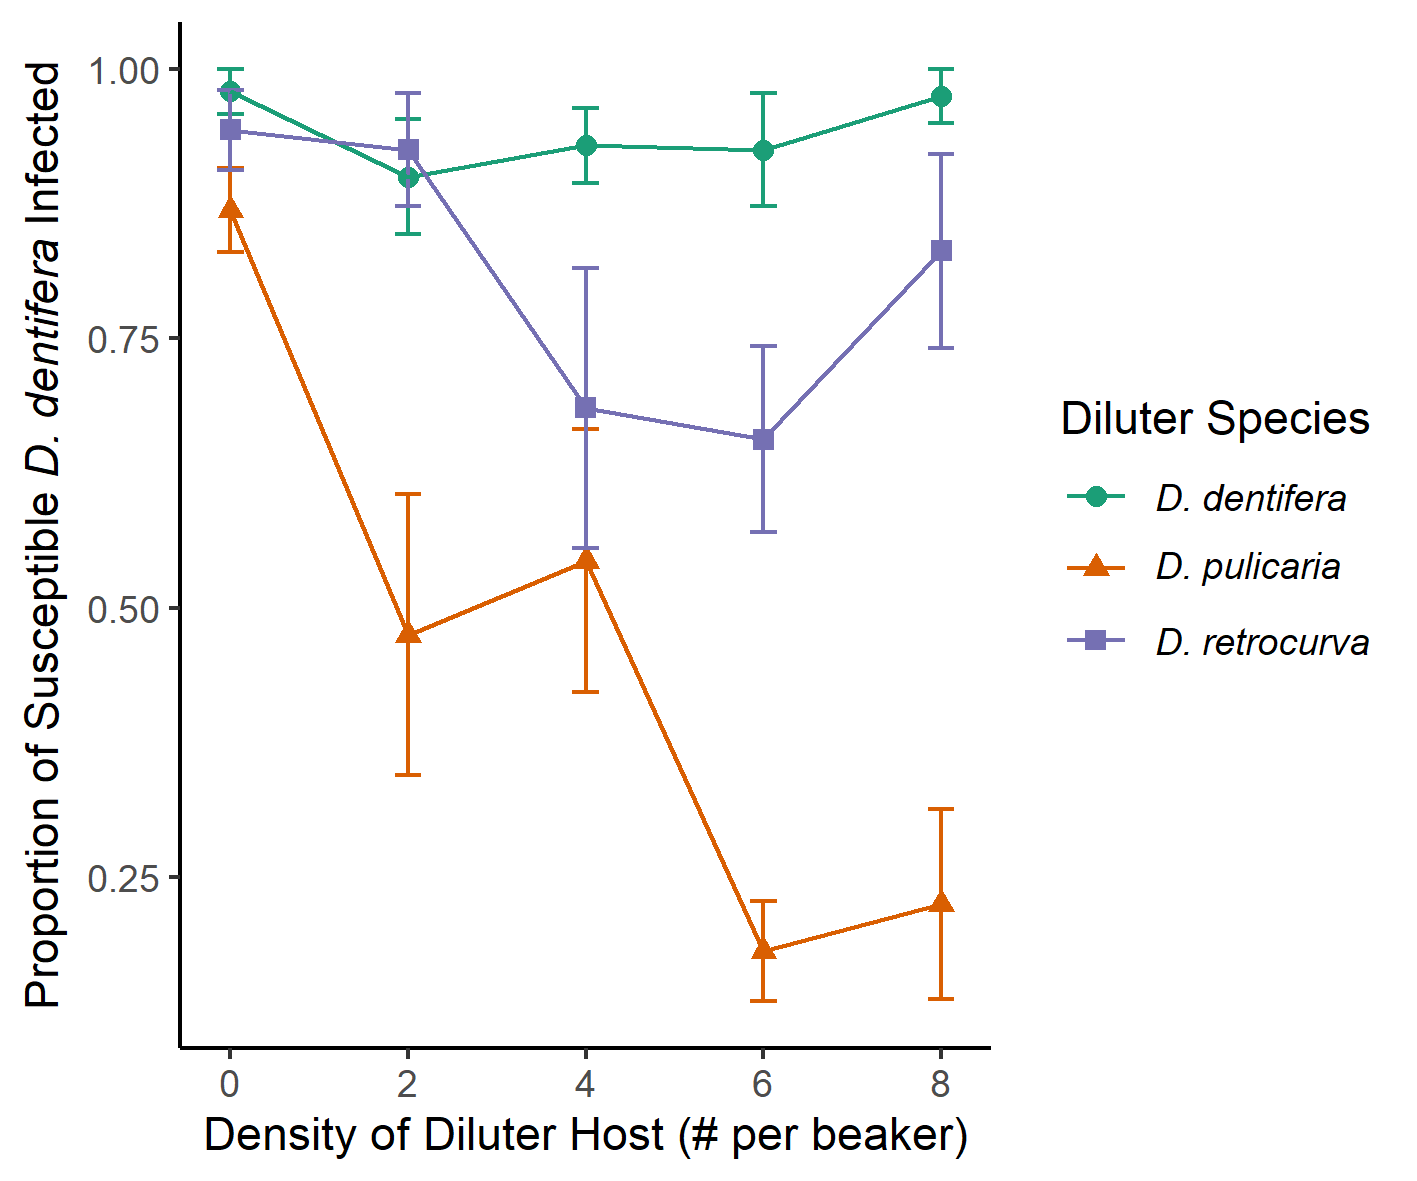 Proportion of Susceptible D. dentifera Infected
1.00
0.75
0.50
0.25
0 2 4 6 8
Density of Diluter Host (# per beaker)
Diluter Species
D. dentifera
D. pulicaria
D. retrocurva